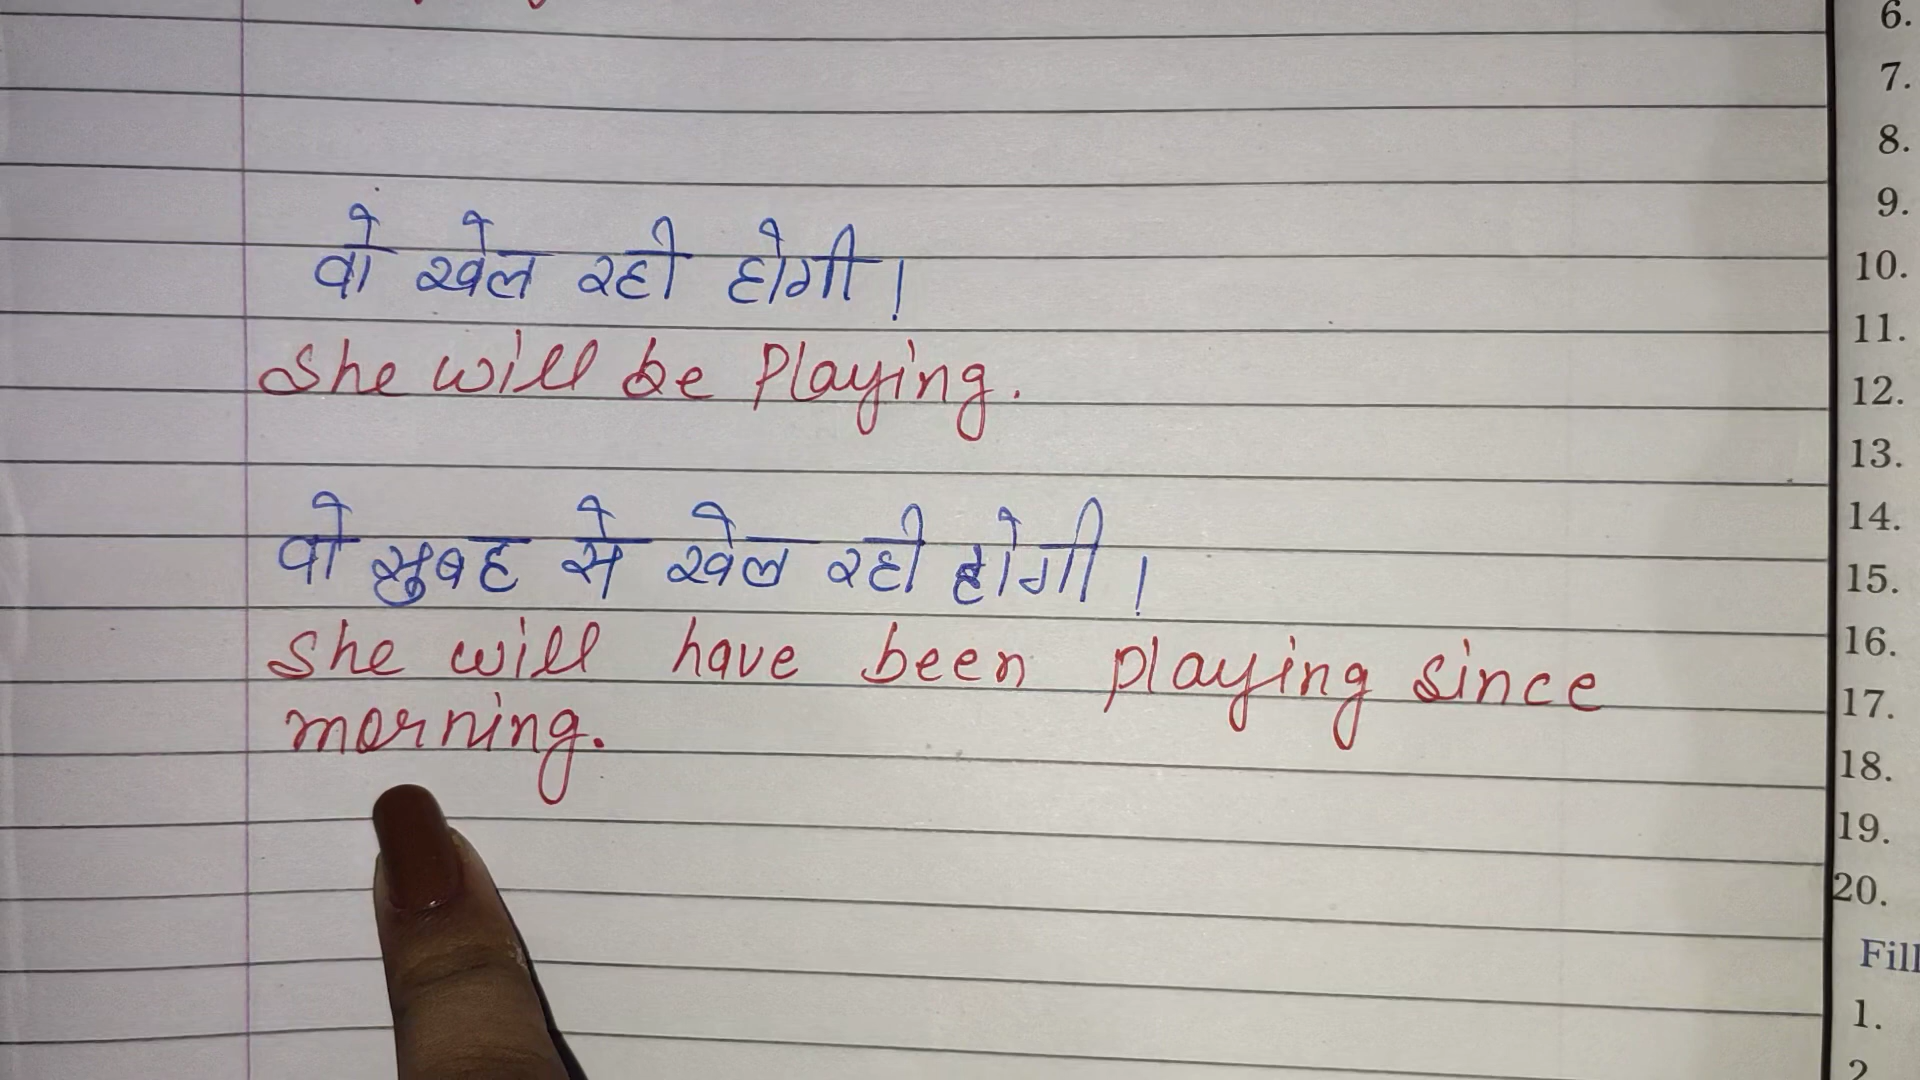 6.
7.
8.
9.
10.
11.
12.
13.
14.
15.
16.
17.
18.
19.
20.
Fill
1.
2
वो खेल रही होगी।
She will be Playing.
वो सुबह से खेल रही होगी।
She will have been playing since
morning.